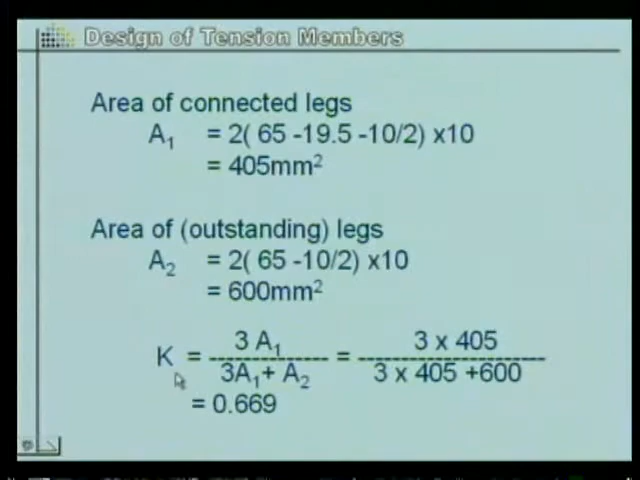 Design of Tension Members
Area of connected legs
A₁ = 2( 65 -19.5 -10/2) x10
= 405mm²
Area of (outstanding) legs
A₂ = 2( 65 -10/2) x10
= 600mm²
K = 3 A₁ / 3A₁+ A₂ = 3 x 405 / 3 x 405 +600
= 0.669